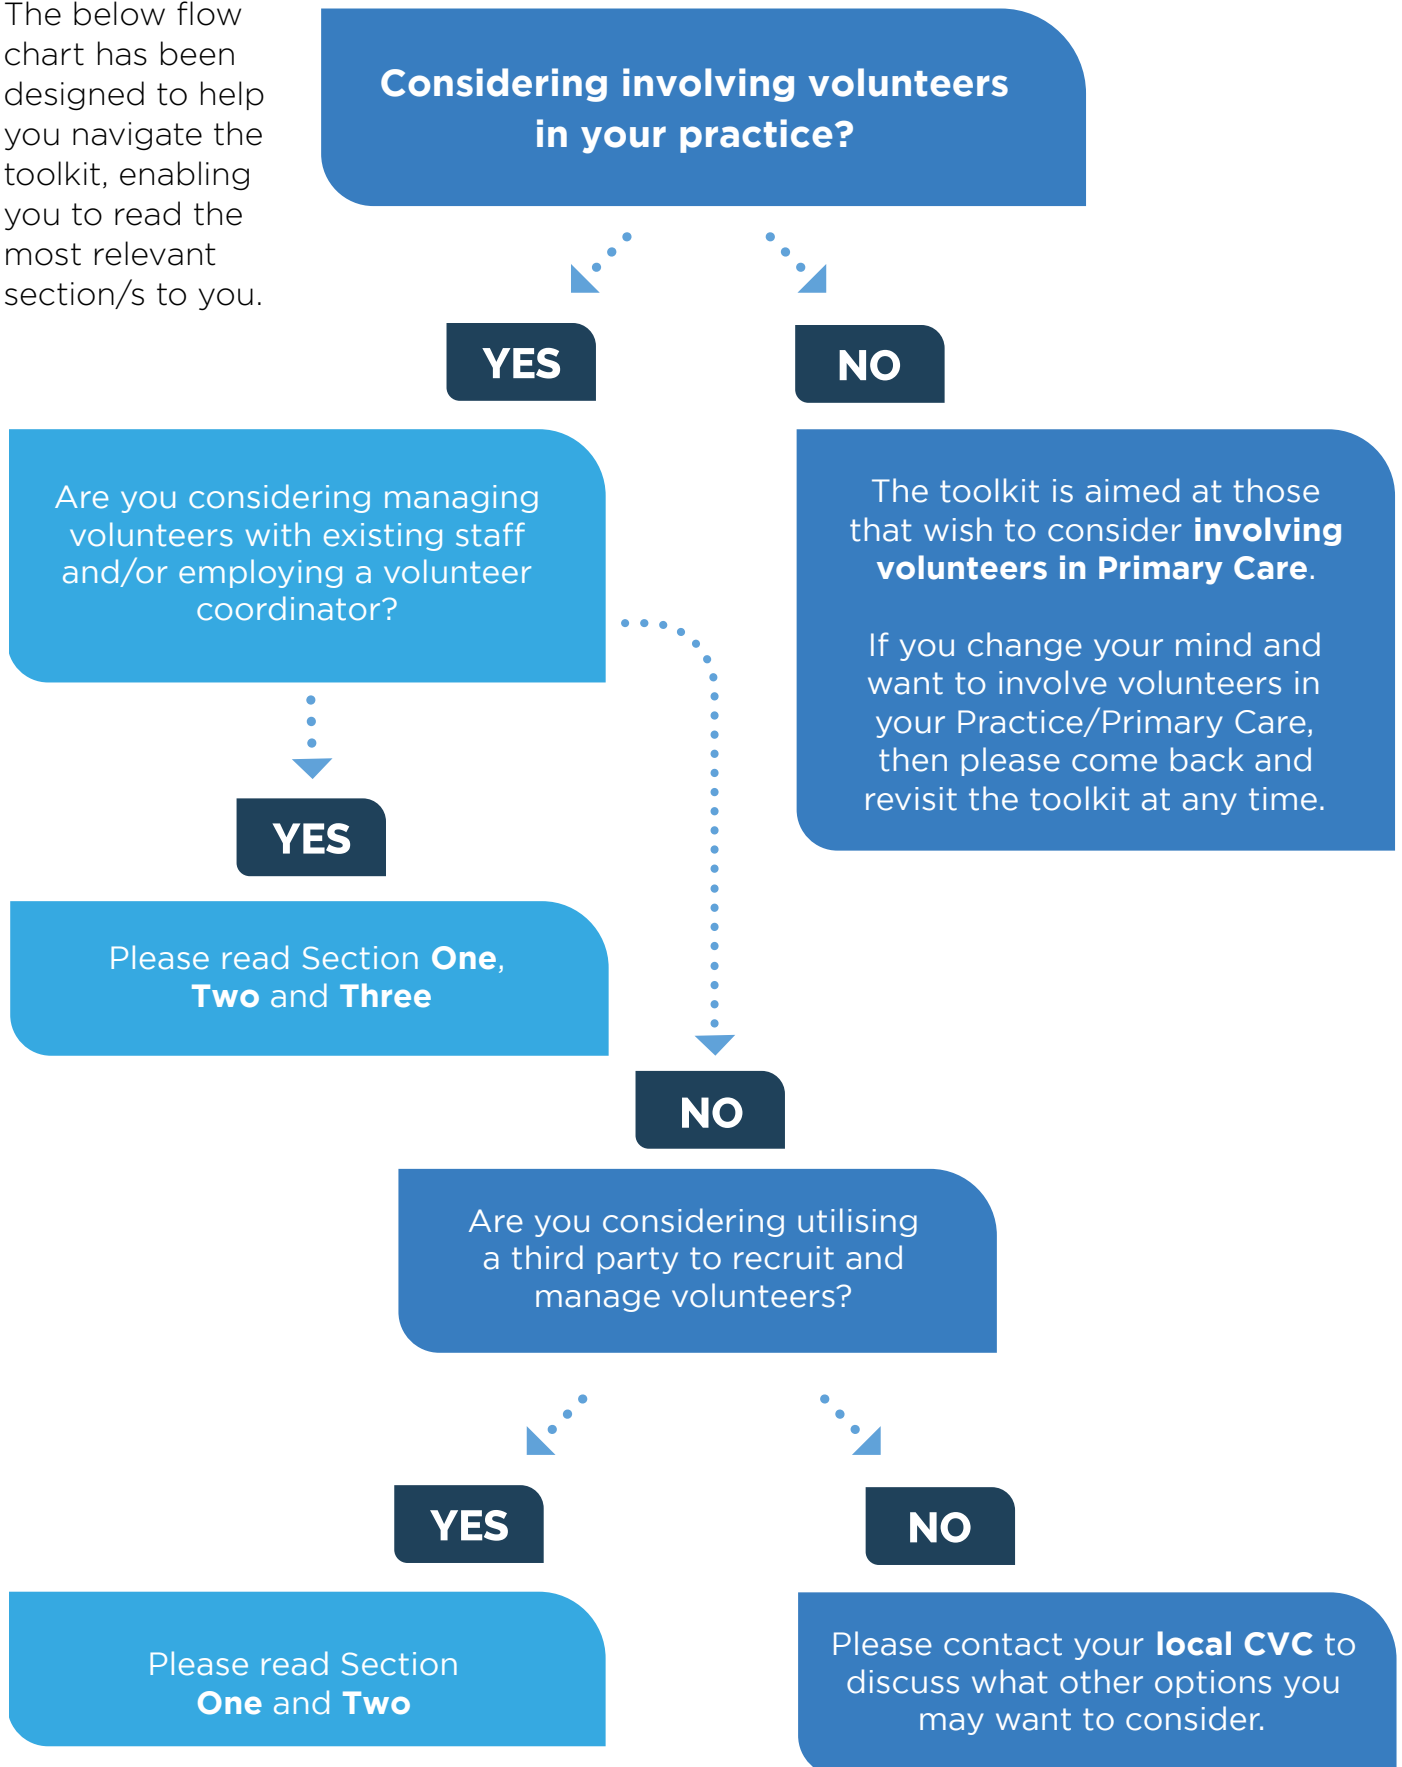 The below flow
chart has been
designed to help
you navigate the
toolkit, enabling
you to read the
most relevant
section/s to you.
Considering involving volunteers
in your practice?
YES
NO
Are you considering managing
volunteers with existing staff
and/or employing a volunteer
coordinator?
The toolkit is aimed at those
that wish to consider involving
volunteers in Primary Care.
If you change your mind and
want to involve volunteers in
your Practice/Primary Care,
then please come back and
revisit the toolkit at any time.
YES
Please read Section One,
Two and Three
NO
Are you considering utilising
a third party to recruit and
manage volunteers?
YES
NO
Please read Section
One and Two
Please contact your local CVC to
discuss what other options you
may want to consider.